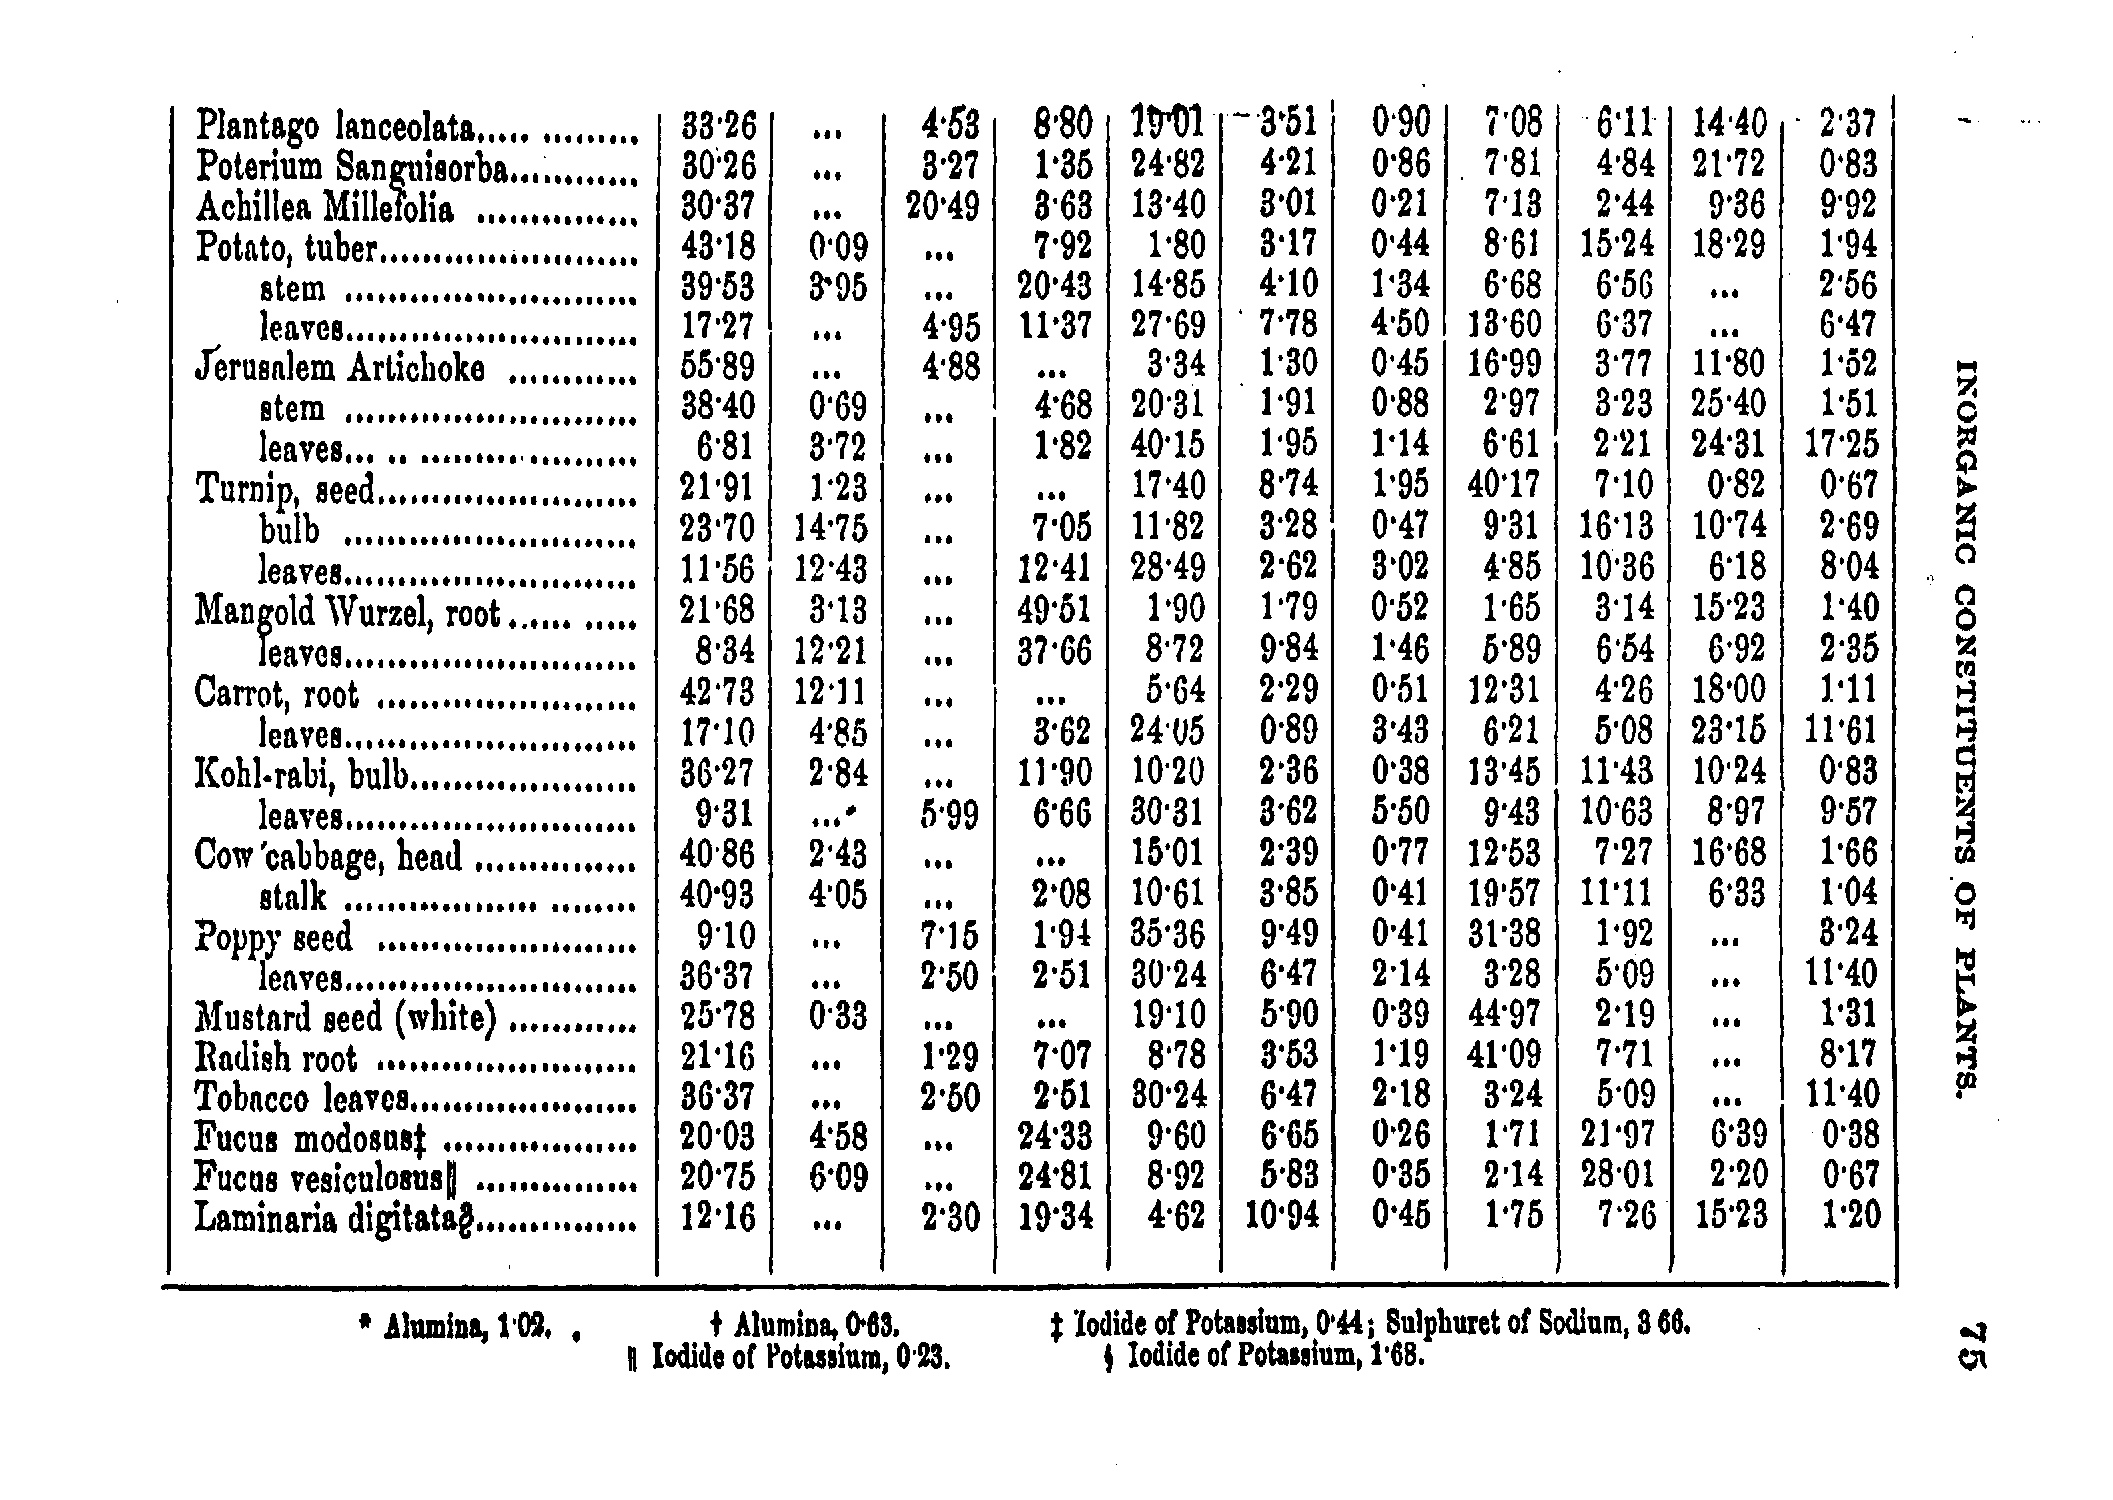 Plantago lanceolata..... ......... 33·26 ... 4·53 8·80 19·01 3·51 0·90 7·08 6·11 14·40 2·37
Poterium Sanguisorba............ 30·26 ... 3·27 1·35 24·82 4·21 0·86 7·81 4·84 21·72 0·83
Achillea Millefolia ............... 30·37 ... 20·49 3·63 13·40 3·01 0·21 7·13 2·44 9·36 9·92
Potato, tuber........................ 43·18 0·09 ... 7·92 1·80 3·17 0·44 8·61 15·24 18·29 1·94
stem ........................... 39·53 3·95 ... 20·43 14·85 4·10 1·34 6·68 6·56 ... 2·56
leaves........................... 17·27 ... 4·95 11·37 27·69 7·78 4·50 13·60 6·37 ... 6·47
Jerusalem Artichoke ............ 55·89 ... 4·88 ... 3·34 1·30 0·45 16·99 3·77 11·80 1·52
stem ........................... 38·40 0·69 ... 4·68 20·31 1·91 0·88 2·97 3·23 25·40 1·51
leaves... .. .................... 6·81 3·72 ... 1·82 40·15 1·95 1·14 6·61 2·21 24·31 17·25
Turnip, seed........................ 21·91 1·23 ... ... 17·40 8·74 1·95 40·17 7·10 0·82 0·67
bulb ........................... 23·70 14·75 ... 7·05 11·82 3·28 0·47 9·31 16·13 10·74 2·69
leaves........................... 11·56 12·43 ... 12·41 28·49 2·62 3·02 4·85 10·36 6·18 8·04
Mangold Wurzel, root...... ..... 21·68 3·13 ... 49·51 1·90 1·79 0·52 1·65 3·14 15·23 1·40
leaves........................... 8·34 12·21 ... 37·66 8·72 9·84 1·46 5·89 6·54 6·92 2·35
Carrot, root ........................ 42·73 12·11 ... ... 5·64 2·29 0·51 12·31 4·26 18·00 1·11
leaves........................... 17·10 4·85 ... 3·62 24·05 0·89 3·43 6·21 5·08 23·15 11·61
Kohl-rabi, bulb..................... 36·27 2·84 ... 11·90 10·20 2·36 0·38 13·45 11·43 10·24 0·83
leaves........................... 9·31 ...* 5·99 6·66 30·31 3·62 5·50 9·43 10·63 8·97 9·57
Cow cabbage, head ............... 40·86 2·43 ... ... 15·01 2·39 0·77 12·53 7·27 16·68 1·66
stalk .................. ........ 40·93 4·05 ... 2·08 10·61 3·85 0·41 19·57 11·11 6·33 1·04
Poppy seed ........................ 9·10 ... 7·15 1·94 35·36 9·49 0·41 31·38 1·92 ... 3·24
leaves........................... 36·37 ... 2·50 2·51 30·24 6·47 2·14 3·28 5·09 ... 11·40
Mustard seed (white) ............ 25·78 0·33 ... ... 19·10 5·90 0·39 44·97 2·19 ... 1·31
Radish root ........................ 21·16 ... 1·29 7·07 8·78 3·53 1·19 41·09 7·71 ... 8·17
Tobacco leaves..................... 36·37 ... 2·50 2·51 30·24 6·47 2·18 3·24 5·09 ... 11·40
Fucus modosus‡ .................. 20·03 4·58 ... 24·33 9·60 6·65 0·26 1·71 21·97 6·39 0·38
Fucus vesiculosus‖ ............... 20·75 6·09 ... 24·81 8·92 5·83 0·35 2·14 28·01 2·20 0·67
Laminaria digitata§............... 12·16 ... 2·30 19·34 4·62 10·94 0·45 1·75 7·26 15·23 1·20
* Alumina, 1·02. † Alumina, 0·63. ‡ Iodide of Potassium, 0·44; Sulphuret of Sodium, 3 66.
‖ Iodide of Potassium, 0·23. § Iodide of Potassium, 1·68.
INORGANIC CONSTITUENTS OF PLANTS.
75